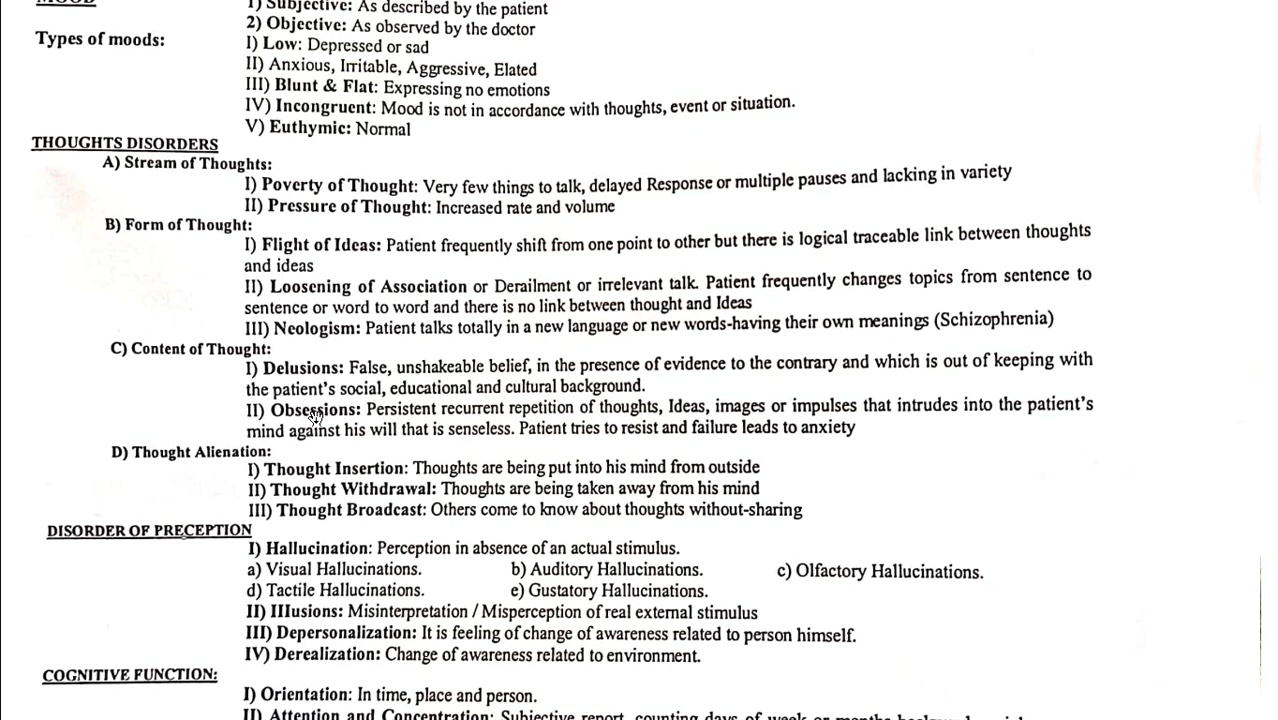 MOOD
1) Subjective: As described by the patient
2) Objective: As observed by the doctor
Types of moods:
I) Low: Depressed or sad
II) Anxious, Irritable, Aggressive, Elated
III) Blunt & Flat: Expressing no emotions
IV) Incongruent: Mood is not in accordance with thoughts, event or situation.
V) Euthymic: Normal
THOUGHTS DISORDERS
A) Stream of Thoughts:
I) Poverty of Thought: Very few things to talk, delayed Response or multiple pauses and lacking in variety
II) Pressure of Thought: Increased rate and volume
B) Form of Thought:
I) Flight of Ideas: Patient frequently shift from one point to other but there is logical traceable link between thoughts
and ideas
II) Loosening of Association or Derailment or irrelevant talk. Patient frequently changes topics from sentence to
sentence or word to word and there is no link between thought and Ideas
III) Neologism: Patient talks totally in a new language or new words-having their own meanings (Schizophrenia)
C) Content of Thought:
I) Delusions: False, unshakeable belief, in the presence of evidence to the contrary and which is out of keeping with
the patient's social, educational and cultural background.
II) Obsessions: Persistent recurrent repetition of thoughts, Ideas, images or impulses that intrudes into the patient's
mind against his will that is senseless. Patient tries to resist and failure leads to anxiety
D) Thought Alienation:
I) Thought Insertion: Thoughts are being put into his mind from outside
II) Thought Withdrawal: Thoughts are being taken away from his mind
III) Thought Broadcast: Others come to know about thoughts without-sharing
DISORDER OF PRECEPTION
I) Hallucination: Perception in absence of an actual stimulus.
a) Visual Hallucinations. b) Auditory Hallucinations. c) Olfactory Hallucinations.
d) Tactile Hallucinations. e) Gustatory Hallucinations.
II) Illusions: Misinterpretation / Misperception of real external stimulus
III) Depersonalization: It is feeling of change of awareness related to person himself.
IV) Derealization: Change of awareness related to environment.
COGNITIVE FUNCTION:
I) Orientation: In time, place and person.
II) Attention and Concentration: Subjective report, counting days of week or months